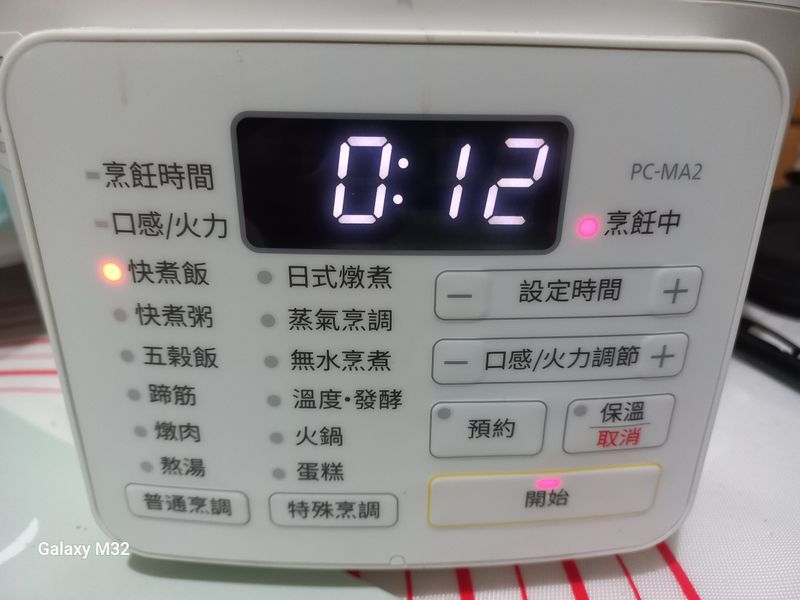 0:12
PC-MA2
烹飪時間
口感/火力
烹飪中
快煮飯
快煮粥
五穀飯
蹄筋
燉肉
熬湯
普通烹調
日式燉煮
蒸氣烹調
無水烹煮
溫度·發酵
火鍋
蛋糕
特殊烹調
− 設定時間 +
− 口感/火力調節 +
預約
保溫
取消
開始
Galaxy M32